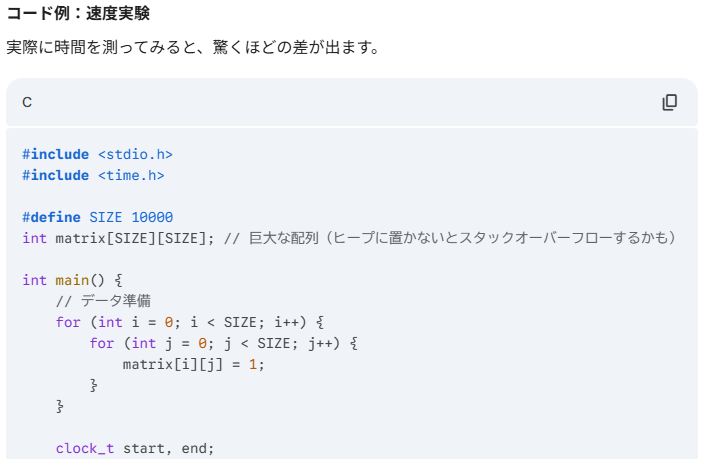 コード例：速度実験
実際に時間を測ってみると、驚くほどの差が出ます。
C
#include <stdio.h>
#include <time.h>
#define SIZE 10000
int matrix[SIZE][SIZE]; // 巨大な配列（ヒープに置かないとスタックオーバーフローするかも）
int main() {
    // データ準備
    for (int i = 0; i < SIZE; i++) {
        for (int j = 0; j < SIZE; j++) {
            matrix[i][j] = 1;
        }
    }
    clock_t start, end;